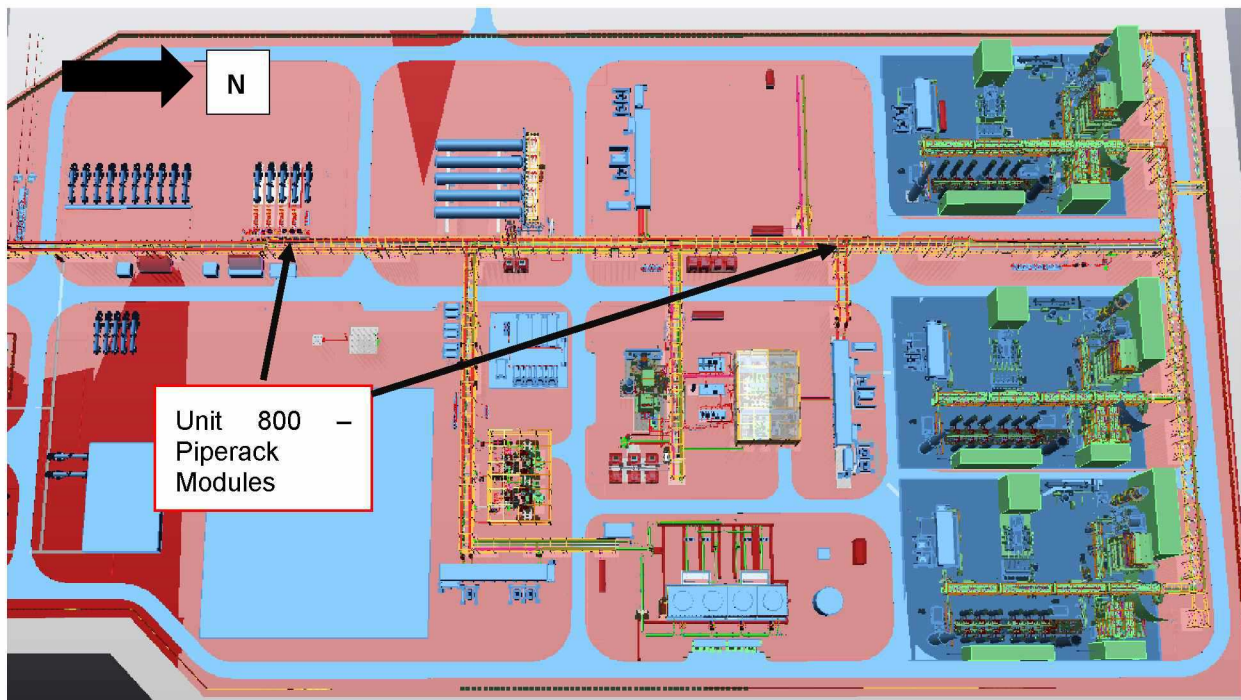 N
Unit 800 –
Piperack
Modules